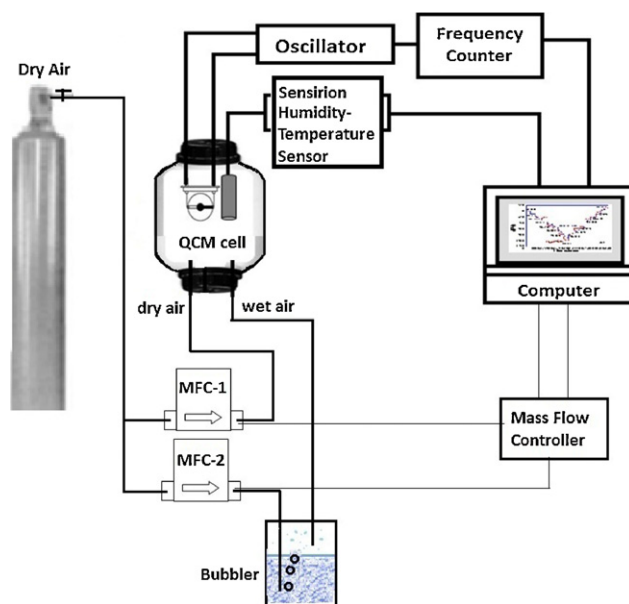 Dry Air
Oscillator
Frequency
Counter
Sensirion
Humidity-
Temperature
Sensor
QCM cell
Computer
dry air
wet air
MFC-1
MFC-2
Mass Flow
Controller
Bubbler